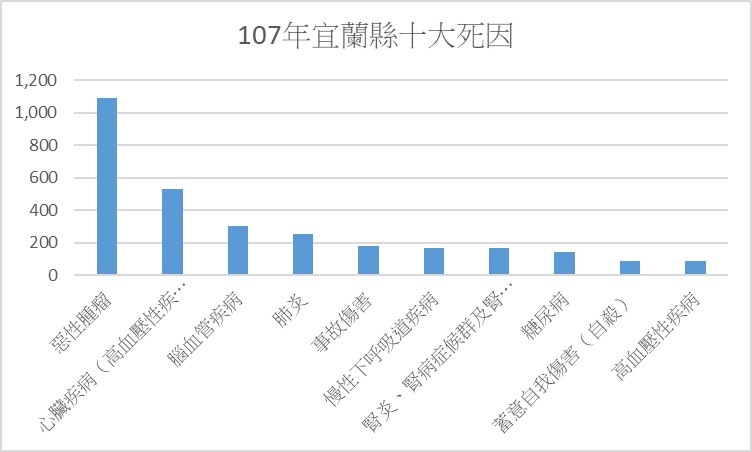 107年宜蘭縣十大死因
1,200
1,000
800
600
400
200
0
惡性腫瘤
心臟疾病（高血壓性疾…
腦血管疾病
肺炎
事故傷害
慢性下呼吸道疾病
腎炎、腎病症候群及腎…
糖尿病
蓄意自我傷害（自殺）
高血壓性疾病